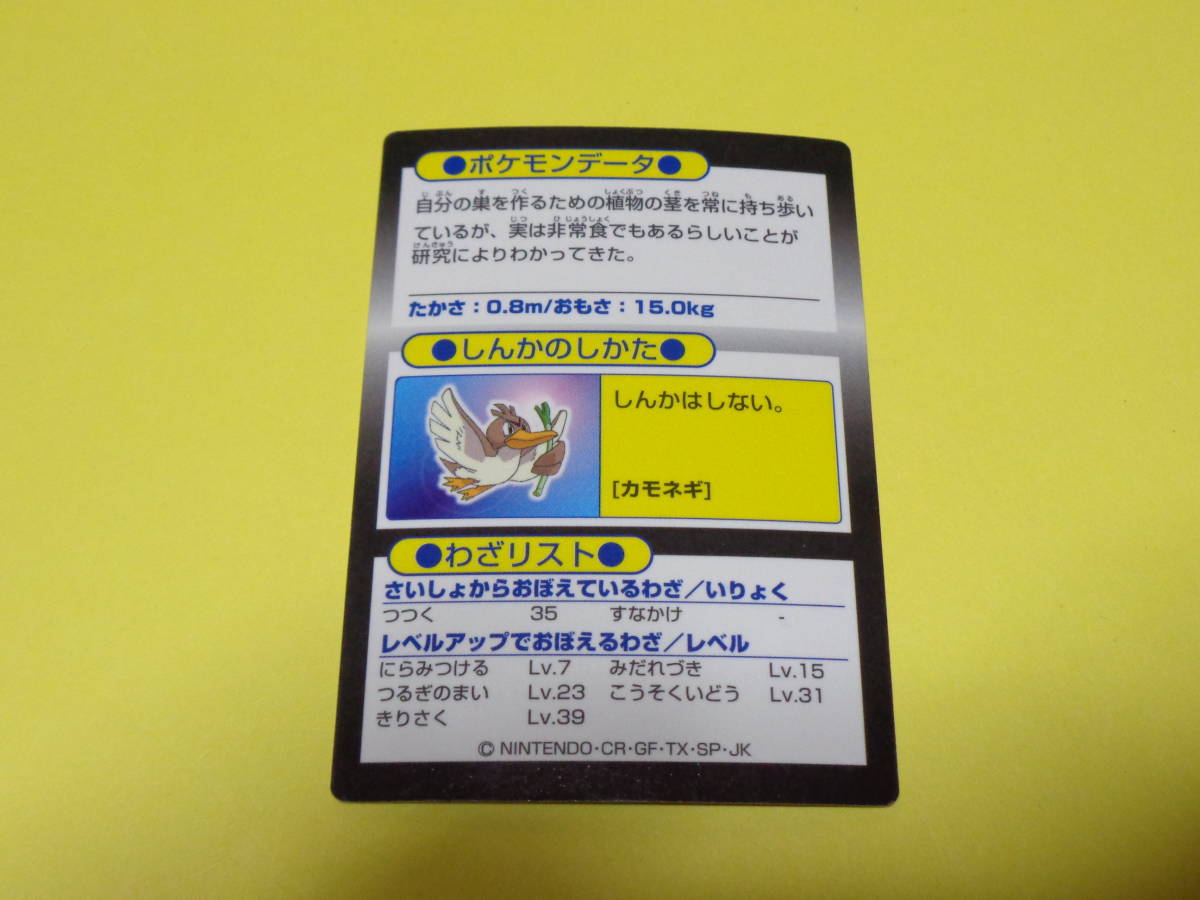 ●ポケモンデータ●
自分の巣を作るための植物の茎を常に持ち歩い
ているが、実は非常食でもあるらしいことが
研究によりわかってきた。
たかさ：0.8m/おもさ：15.0kg
●しんかのしかた●
しんかはしない。
[カモネギ]
●わざリスト●
さいしょからおぼえているわざ／いりょく
つつく 35 すなかけ -
レベルアップでおぼえるわざ／レベル
にらみつける Lv.7 みだれづき Lv.15
つるぎのまい Lv.23 こうそくいどう Lv.31
きりさく Lv.39
© NINTENDO･CR･GF･TX･SP･JK